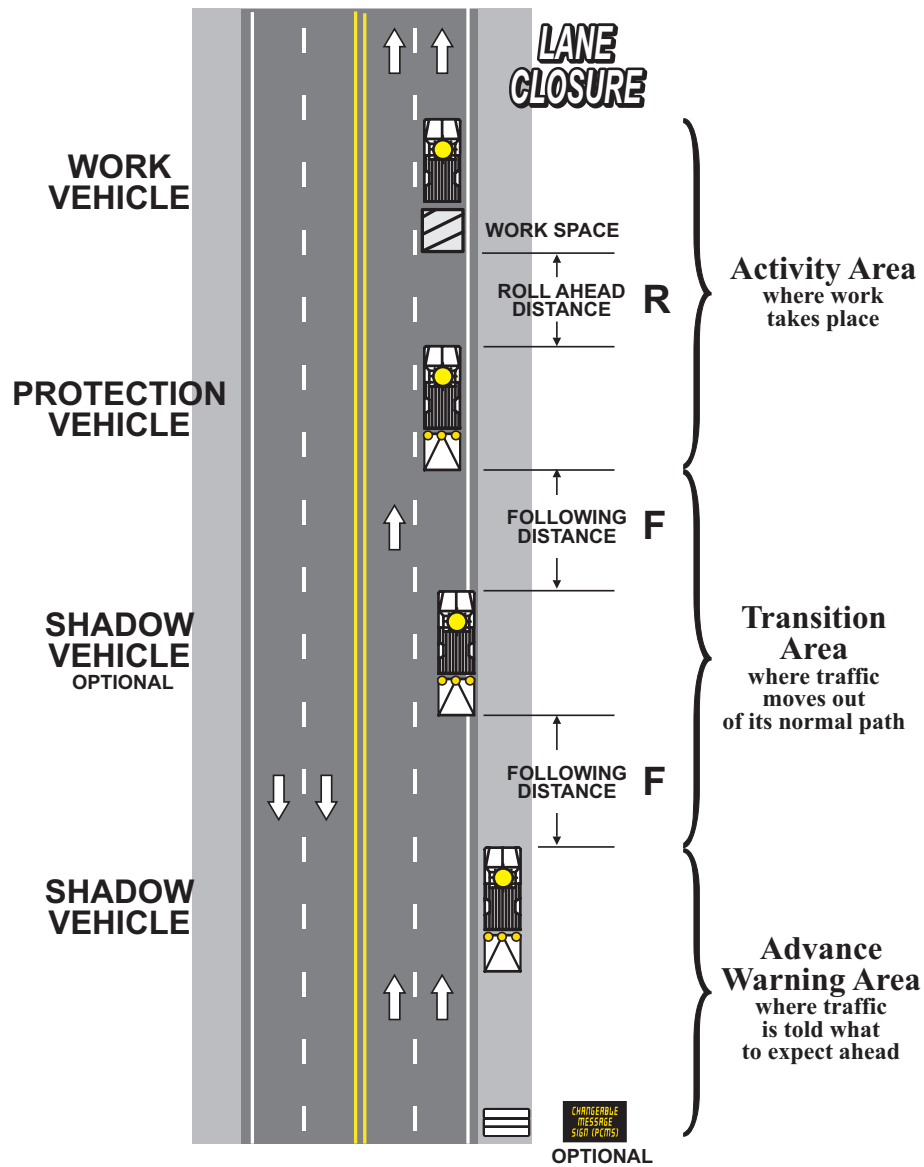 LANE
CLOSURE
WORK
VEHICLE
WORK SPACE
ROLL AHEAD
DISTANCE
R
Activity Area
where work
takes place
PROTECTION
VEHICLE
FOLLOWING
DISTANCE
F
SHADOW
VEHICLE
OPTIONAL
Transition
Area
where traffic
moves out
of its normal path
FOLLOWING
DISTANCE
F
SHADOW
VEHICLE
Advance
Warning Area
where traffic
is told what
to expect ahead
CHANGEABLE
MESSAGE
SIGN (PCMS)
OPTIONAL